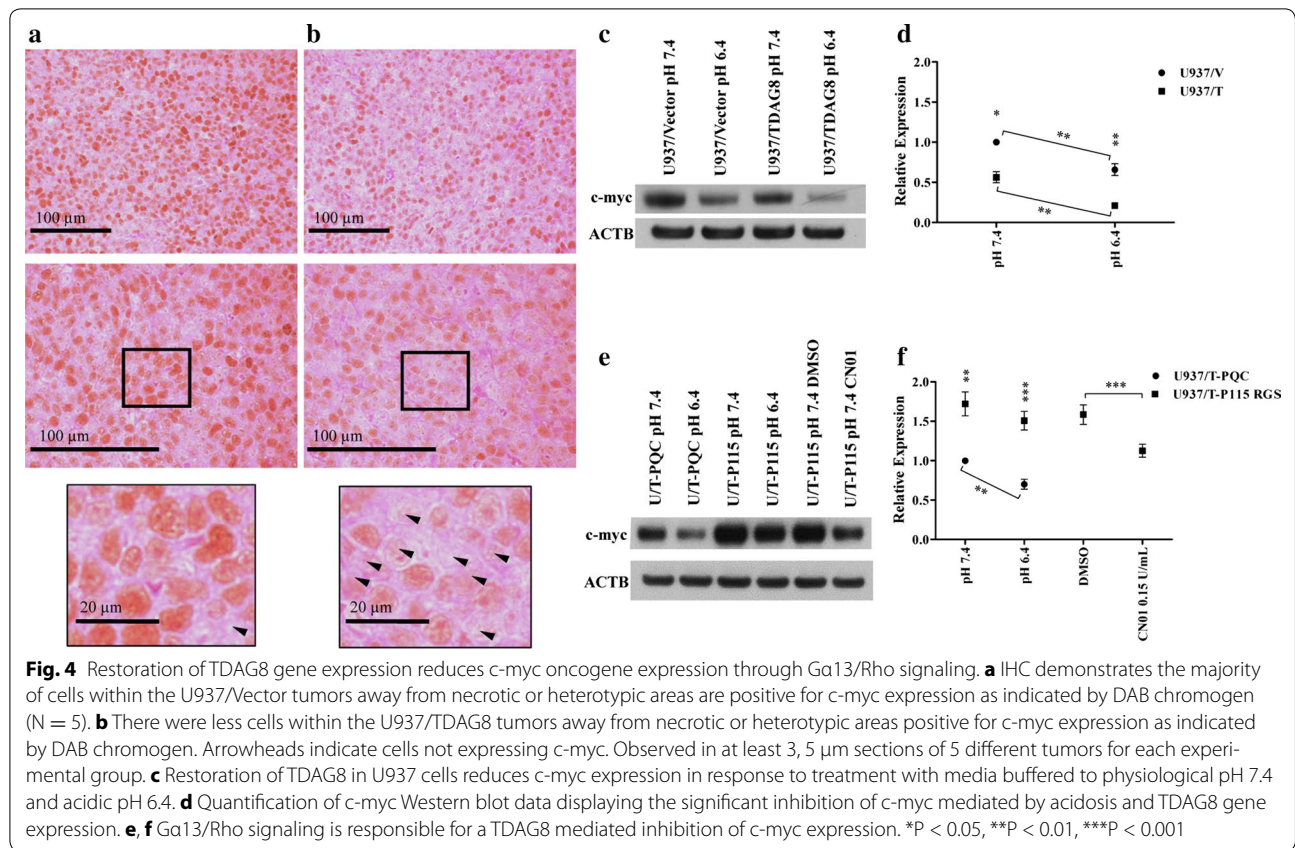 a
b
100 µm
100 µm
100 µm
100 µm
20 µm
20 µm
c
U937/Vector pH 7.4
U937/Vector pH 6.4
U937/TDAG8 pH 7.4
U937/TDAG8 pH 6.4
c-myc
ACTB
d
Relative Expression
2.0
1.5
1.0
0.5
0.0
*
**
**
**
pH 7.4
pH 6.4
U937/V
U937/T
e
U/T-PQC pH 7.4
U/T-PQC pH 6.4
U/T-P115 pH 7.4
U/T-P115 pH 6.4
U/T-P115 pH 7.4 DMSO
U/T-P115 pH 7.4 CN01
c-myc
ACTB
f
Relative Expression
2.0
1.5
1.0
0.5
0.0
**
***
***
**
pH 7.4
pH 6.4
DMSO
CN01 0.15 U/mL
U937/T-PQC
U937/T-P115 RGS
Fig. 4 Restoration of TDAG8 gene expression reduces c-myc oncogene expression through Gα13/Rho signaling. a IHC demonstrates the majority
of cells within the U937/Vector tumors away from necrotic or heterotypic areas are positive for c-myc expression as indicated by DAB chromogen
(N = 5). b There were less cells within the U937/TDAG8 tumors away from necrotic or heterotypic areas positive for c-myc expression as indicated
by DAB chromogen. Arrowheads indicate cells not expressing c-myc. Observed in at least 3, 5 µm sections of 5 different tumors for each experi-
mental group. c Restoration of TDAG8 in U937 cells reduces c-myc expression in response to treatment with media buffered to physiological pH 7.4
and acidic pH 6.4. d Quantification of c-myc Western blot data displaying the significant inhibition of c-myc mediated by acidosis and TDAG8 gene
expression. e, f Gα13/Rho signaling is responsible for a TDAG8 mediated inhibition of c-myc expression. *P < 0.05, **P < 0.01, ***P < 0.001